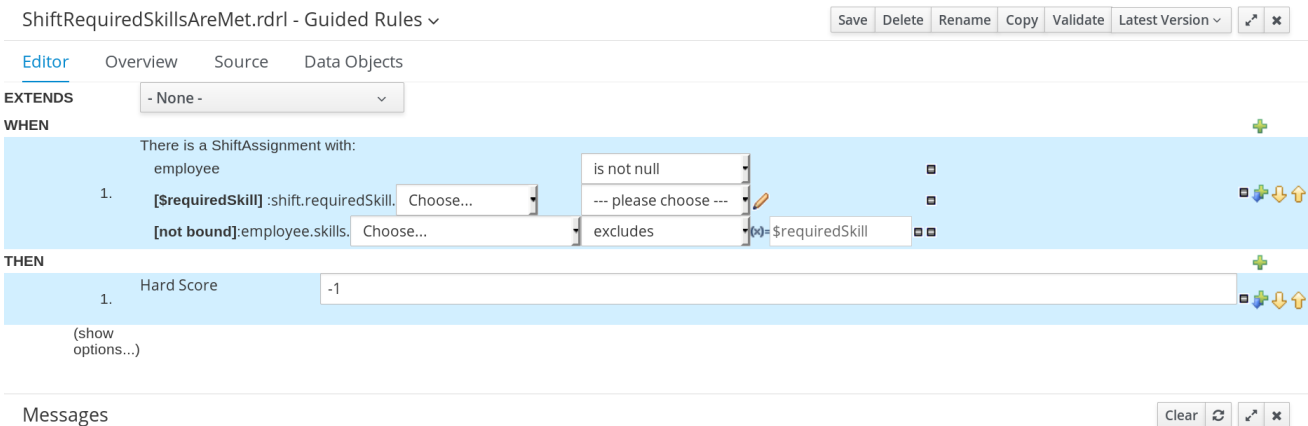 ShiftRequiredSkillsAreMet.rdrl - Guided Rules
Save Delete Rename Copy Validate Latest Version
Editor Overview Source Data Objects
EXTENDS - None -
WHEN
There is a ShiftAssignment with:
employee is not null
1. [$requiredSkill] :shift.requiredSkill. Choose... --- please choose ---
[not bound]:employee.skills. Choose... excludes (x)= $requiredSkill
THEN
1. Hard Score -1
(show
options...)
Messages Clear